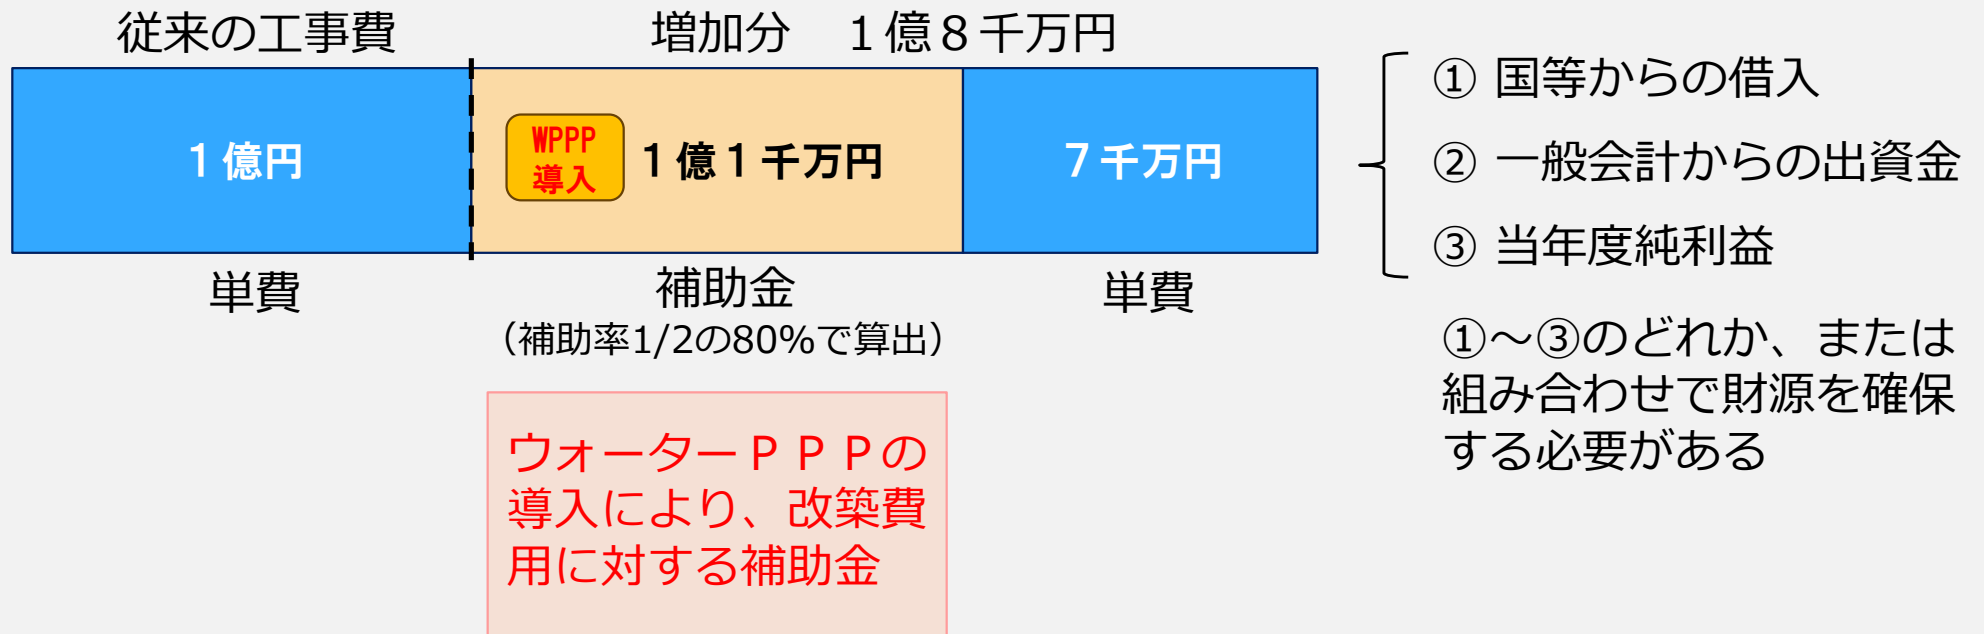 従来の工事費
増加分　１億８千万円
１億円
WPPP
導入
１億１千万円
７千万円
単費
補助金
（補助率1/2の80%で算出）
単費
① 国等からの借入
② 一般会計からの出資金
③ 当年度純利益
①～③のどれか、または
組み合わせで財源を確保
する必要がある
ウォーターＰＰＰの
導入により、改築費
用に対する補助金